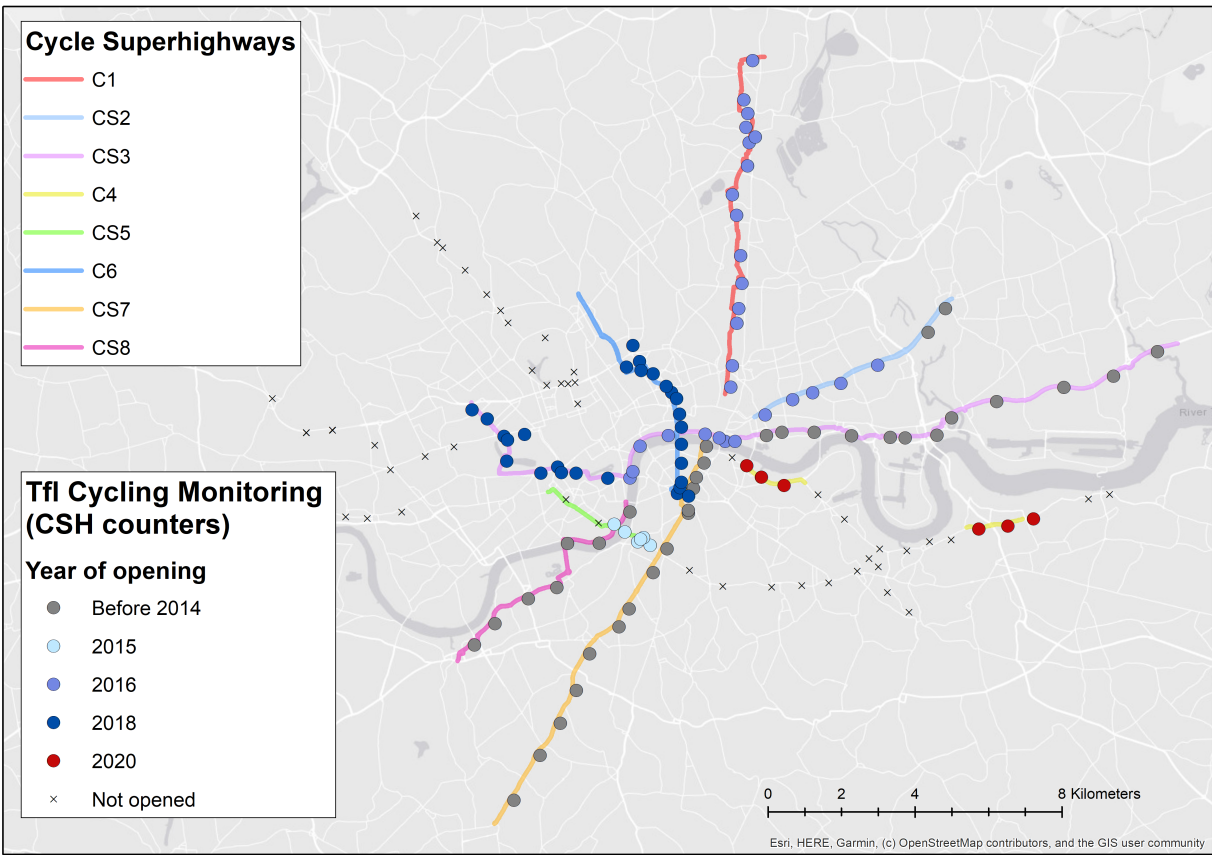 Cycle Superhighways
C1
CS2
CS3
C4
CS5
C6
CS7
CS8
River
Tfl Cycling Monitoring
(CSH counters)
Year of opening
Before 2014
2015
2016
2018
2020
Not opened
0 2 4 8 Kilometers
Esri, HERE, Garmin, (c) OpenStreetMap contributors, and the GIS user community